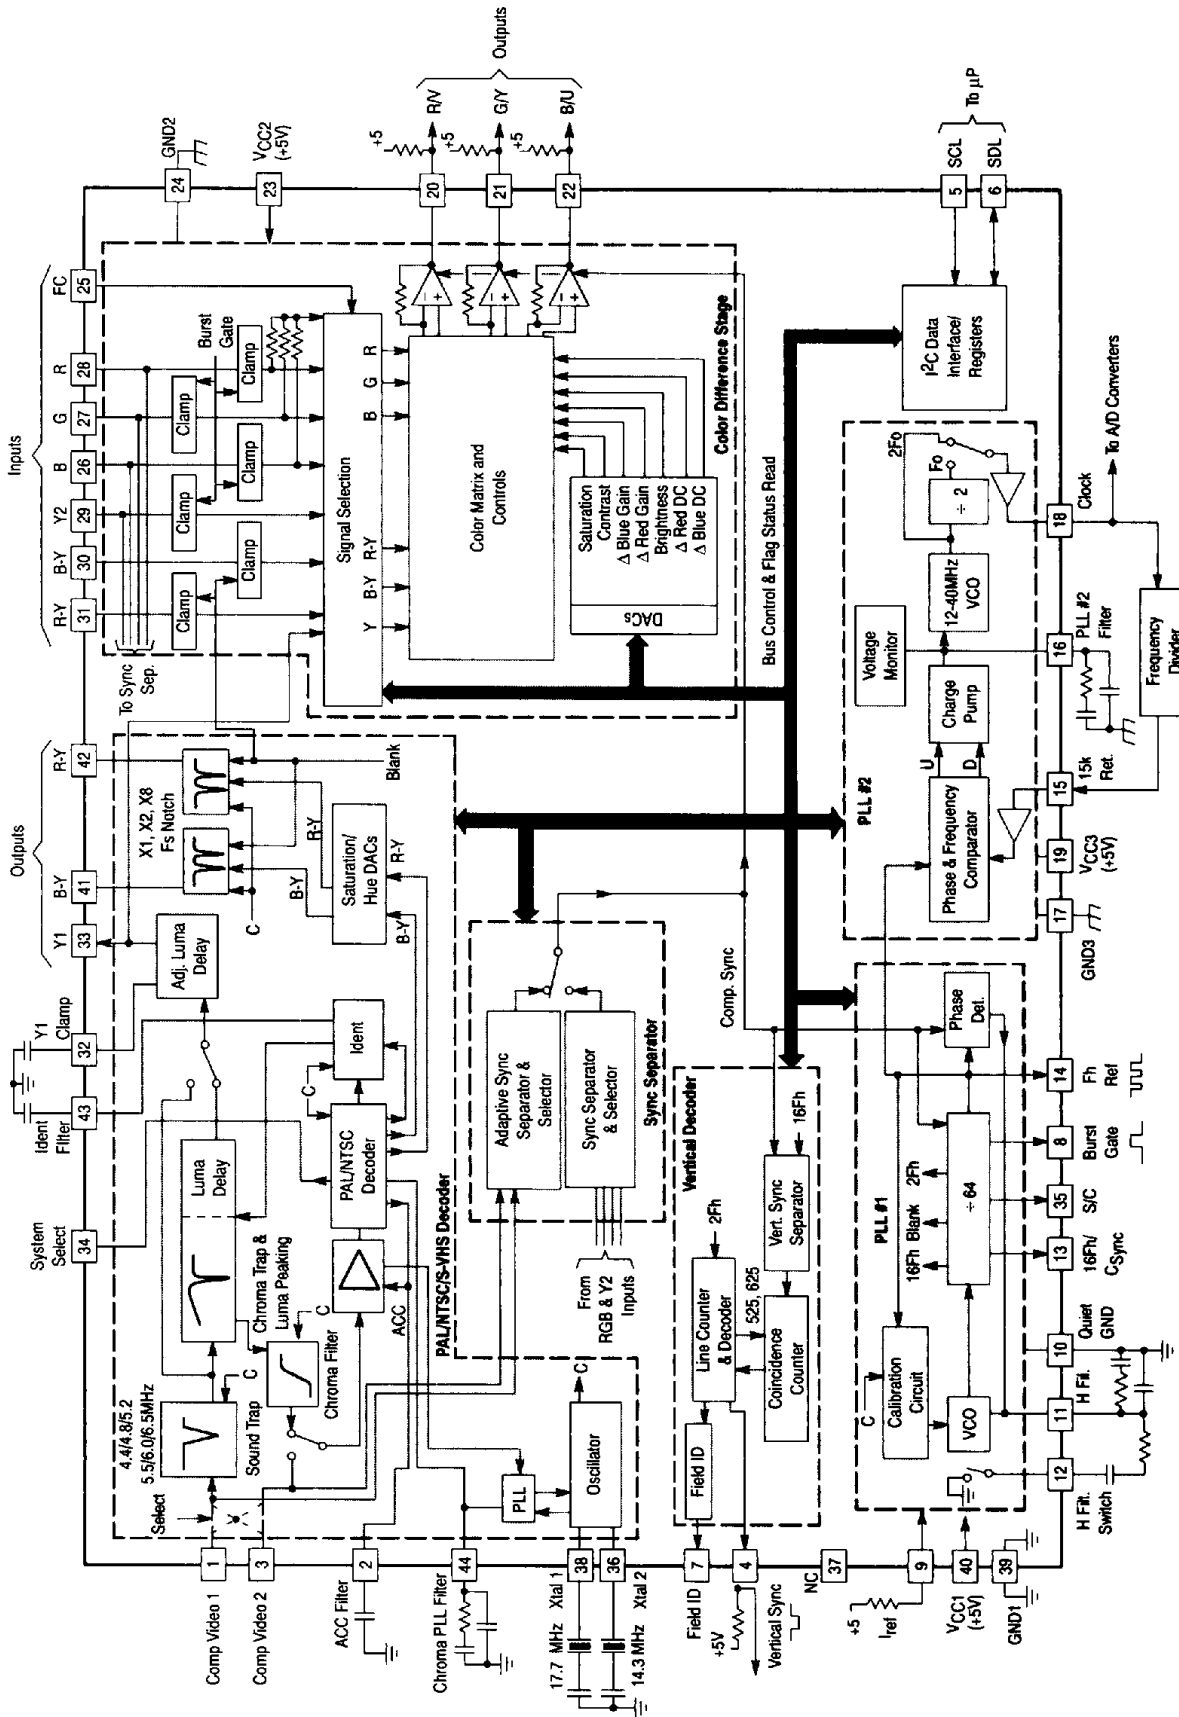 Outputs
R/V
G/Y
B/U
To µP
+5
+5
+5
GND2
VCC2
(+5V)
SCL
SDL
24
23
20
21
22
5
6
Inputs
FC
R
G
B
Y2
B-Y
R-Y
25
28
27
26
29
30
31
Burst
Gate
Clamp
Clamp
Clamp
Clamp
Clamp
Clamp
To Sync
Sep.
Signal Selection
R
G
B
R-Y
B-Y
Y
Color Matrix and
Controls
Saturation
Contrast
Δ Blue Gain
Δ Red Gain
Brightness
Δ Red DC
Δ Blue DC
DACs
Color Difference Stage
Bus Control & Flag Status Read
I2C Data
Interface/
Registers
2Fo
Fo
÷ 2
12-40MHz
VCO
Voltage
Monitor
Charge
Pump
U
D
Phase & Frequency
Comparator
PLL #2
To A/D Converters
18
Clock
16
PLL #2
Filter
Frequency
Divider
15
15k
Ret.
19
VCC3
(+5V)
17
GND3
Outputs
R-Y
B-Y
Y1
42
41
33
X1, X2, X8
Fs Notch
Blank
C
R-Y
B-Y
Saturation/
Hue DACs
R-Y
B-Y
Adj. Luma
Delay
Y1
Clamp
32
43
Ident
Filter
34
System
Select
Ident
C
PAL/NTSC
Decoder
Luma
Delay
Chroma Trap &
Luma Peaking
C
ACC
Chroma Filter
C
Sound Trap
4.4/4.8/5.2
5.5/6.0/6.5MHz
Select
PAL/NTSC/S-VHS Decoder
PLL
Oscillator
C
Adaptive Sync
Separator &
Selector
Sync Separator
& Selector
Sync Separator
From
RGB & Y2
Inputs
Comp. Sync
Vertical Decoder
16Fh
2Fh
Vert. Sync
Separator
525, 625
Line Counter
& Decoder
Coincidence
Counter
Field ID
PLL #1
Phase
Det.
÷ 64
2Fh
Blank
16Fh
Calibration
Circuit
C
VCO
14
Fh
Ref
8
Burst
Gate
35
S/C
13
16Fh/
CSync
10
Quiet
GND
11
H Fil.
12
H Filt.
Switch
1
Comp Video 1
3
Comp Video 2
2
ACC Filter
44
Chroma PLL Filter
38
Xtal 1
17.7 MHz
36
Xtal 2
14.3 MHz
7
Field ID
4
+5V
Vertical Sync
37
NC
9
+5
Iref
40
VCC1
(+5V)
39
GND1